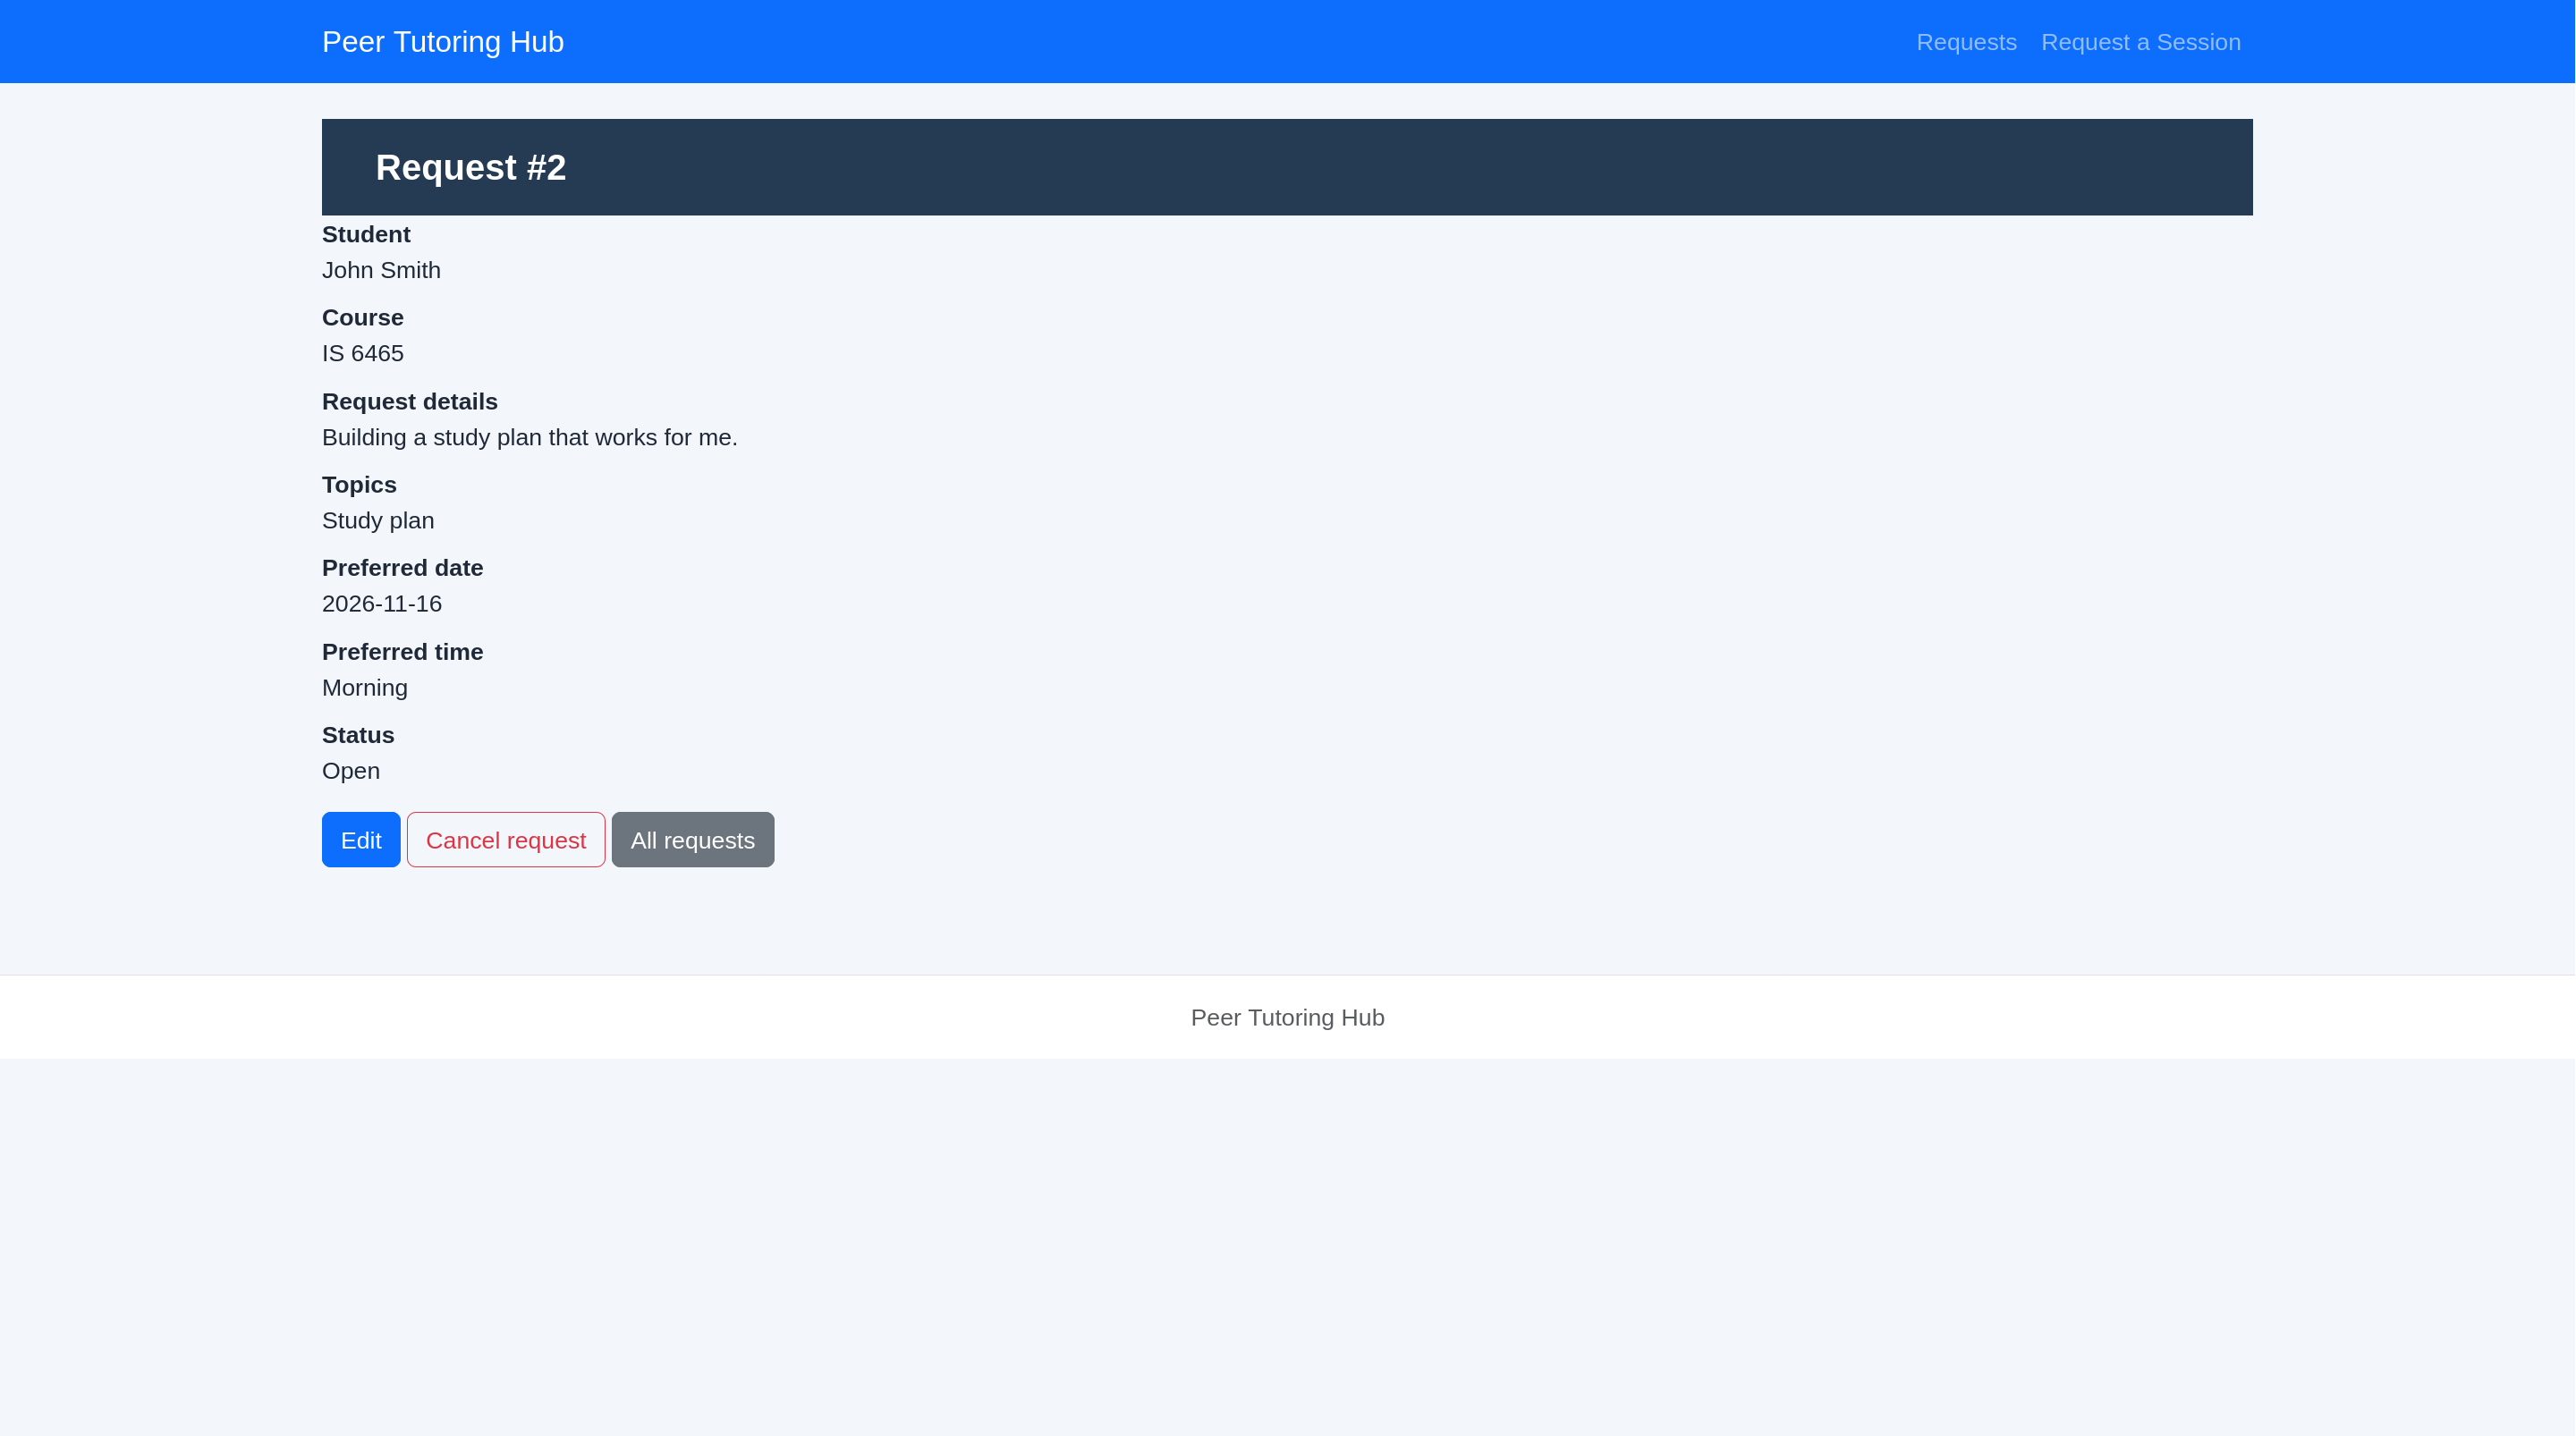 Peer Tutoring Hub
Requests
Request a Session
Request #2
Student
John Smith
Course
IS 6465
Request details
Building a study plan that works for me.
Topics
Study plan
Preferred date
2026-11-16
Preferred time
Morning
Status
Open
Edit
Cancel request
All requests
Peer Tutoring Hub